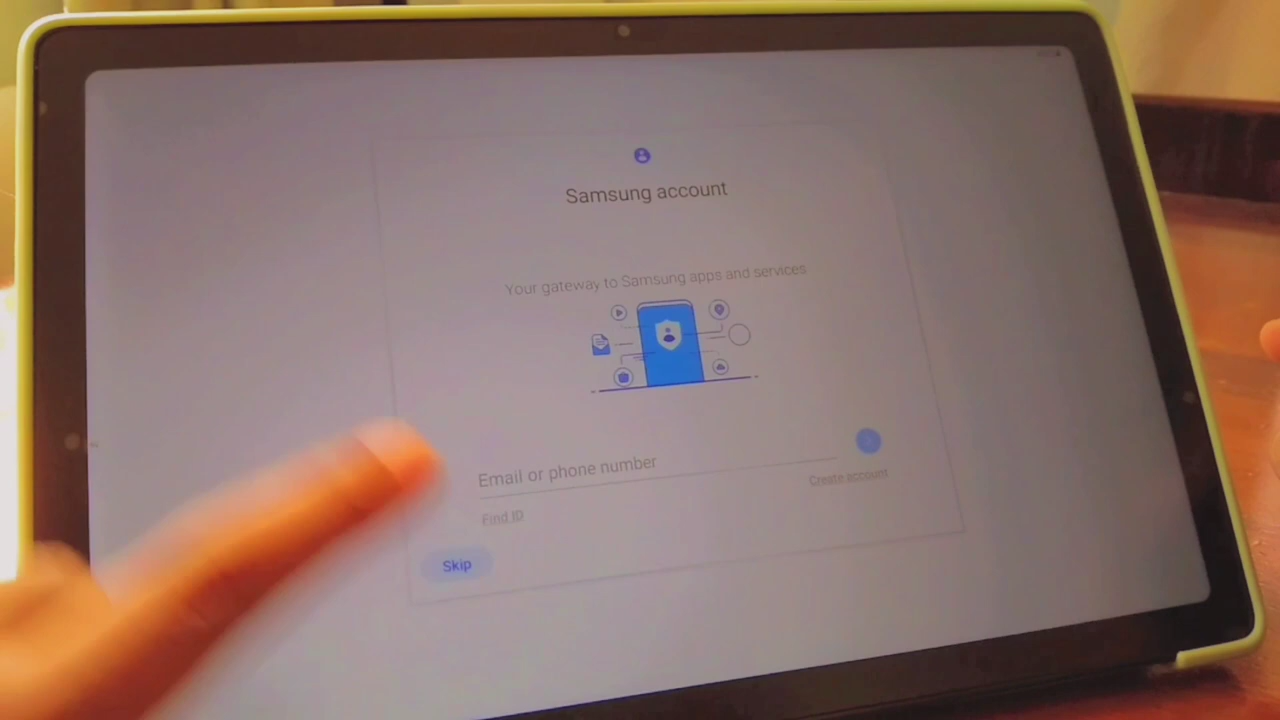 Samsung account
Your gateway to Samsung apps and services
Email or phone number
Create account
Find ID
Skip